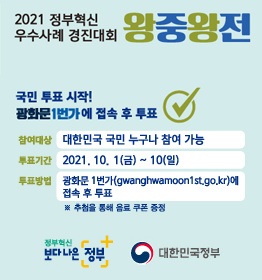 2021 정부혁신
우수사례 경진대회
왕중왕전
국민 투표 시작!
광화문1번가에 접속 후 투표
참여대상 대한민국 국민 누구나 참여 가능
투표기간 2021. 10. 1(금) ~ 10(일)
투표방법 광화문 1번가(gwanghwamoon1st.go.kr)에
접속 후 투표
※ 추첨을 통해 음료 쿠폰 증정
정부혁신
보다나은 정부
대한민국정부